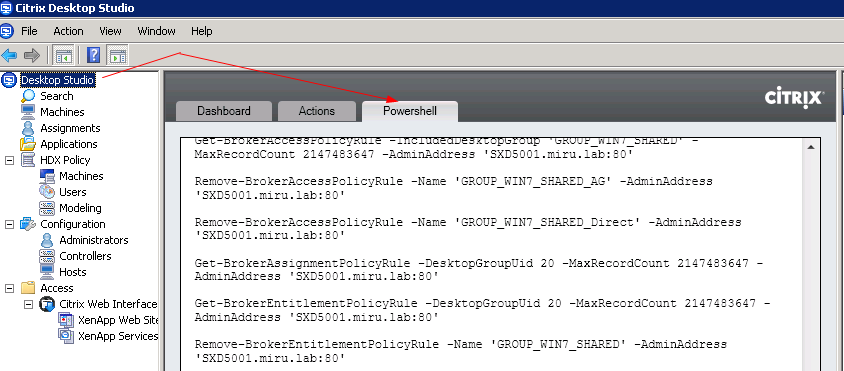 Citrix Desktop Studio
File Action View Window Help
Desktop Studio
Search
Machines
Assignments
Applications
HDX Policy
Machines
Users
Modeling
Configuration
Administrators
Controllers
Hosts
Access
Citrix Web Interface
XenApp Web Site
XenApp Services
Dashboard Actions Powershell
CITRIX
Get-BrokerAccessPolicyRule -IncludedDesktopGroup 'GROUP_WIN7_SHARED' -
MaxRecordCount 2147483647 -AdminAddress 'SXD5001.miru.lab:80'
Remove-BrokerAccessPolicyRule -Name 'GROUP_WIN7_SHARED_AG' -AdminAddress
'SXD5001.miru.lab:80'
Remove-BrokerAccessPolicyRule -Name 'GROUP_WIN7_SHARED_Direct' -AdminAddress
'SXD5001.miru.lab:80'
Get-BrokerAssignmentPolicyRule -DesktopGroupUid 20 -MaxRecordCount 2147483647 -
AdminAddress 'SXD5001.miru.lab:80'
Get-BrokerEntitlementPolicyRule -DesktopGroupUid 20 -MaxRecordCount 2147483647 -
AdminAddress 'SXD5001.miru.lab:80'
Remove-BrokerEntitlementPolicyRule -Name 'GROUP_WIN7_SHARED' -AdminAddress
'SXD5001.miru.lab:80'